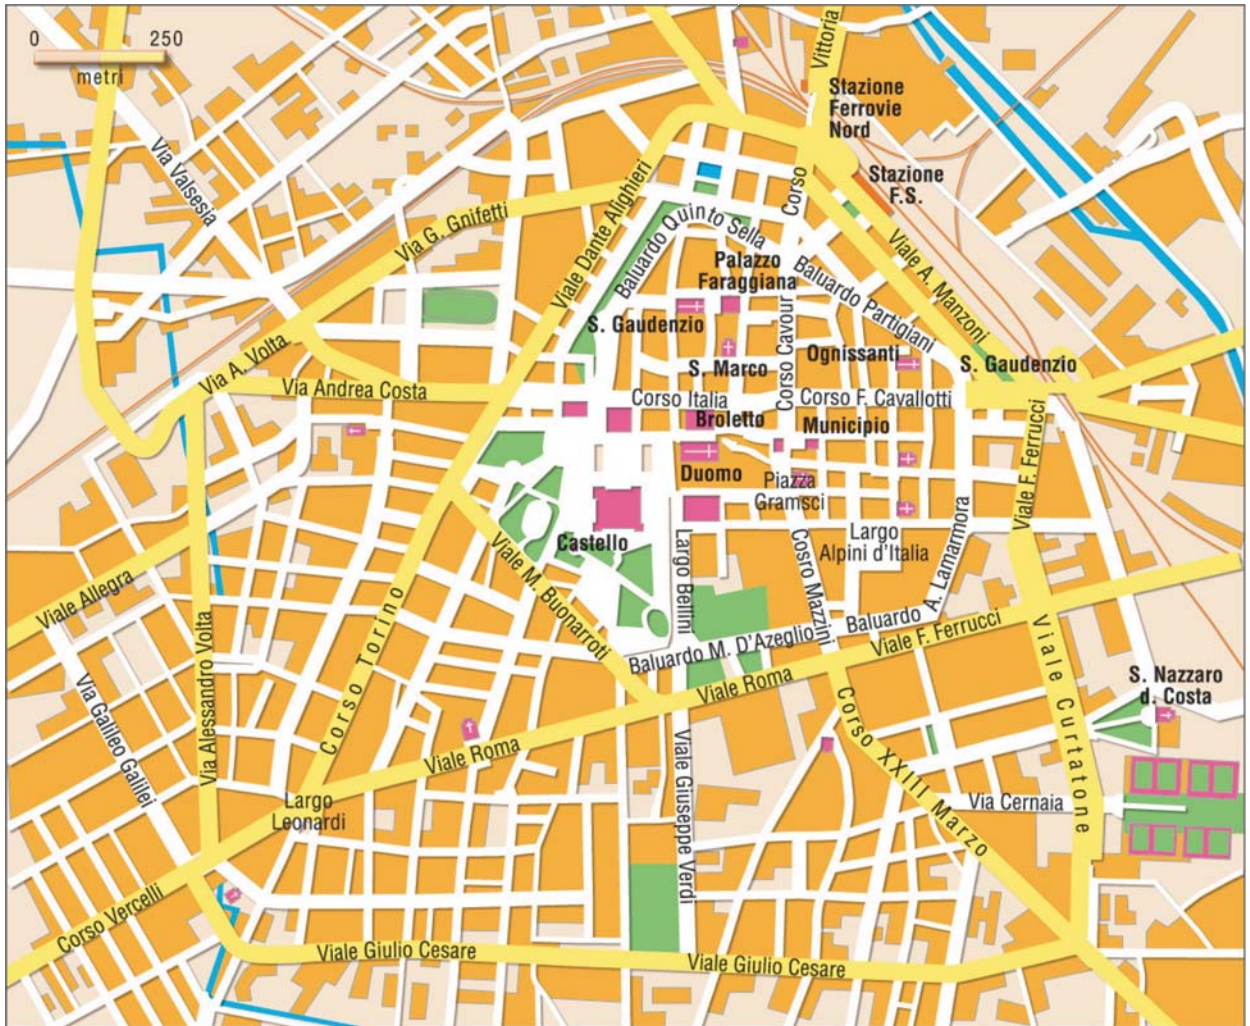 0 250
metri
Vittoria
Stazione
Ferrovie
Nord
Via Valsesia
Stazione
F.S.
Corso
Viale Dante Alighieri
Via G. Gnifetti
Baluardo Quinto Sella
Viale A. Manzoni
Palazzo
Faraggiana
Baluardo Partigiani
S. Gaudenzio
Corso Cavour
Ognissanti
S. Gaudenzio
Via A. Volta
S. Marco
Via Andrea Costa
Corso Italia
Corso F. Cavallotti
Broletto
Municipio
Viale F. Ferrucci
Duomo
Piazza
Gramsci
Castello
Largo
Alpini d'Italia
Viale M. Buonarroti
Largo Bellini
Cosro Mazzini
Baluardo A. Lamarmora
Viale Allegra
Corso Torino
Baluardo M. D'Azeglio
Viale F. Ferrucci
Via Alessandro Volta
Viale Roma
Viale Curtatone
S. Nazzaro
d. Costa
Via Galileo Galilei
Viale Roma
Corso XXIII Marzo
Viale Giuseppe Verdi
Via Cernaia
Largo
Leonardi
Corso Vercelli
Viale Giulio Cesare
Viale Giulio Cesare